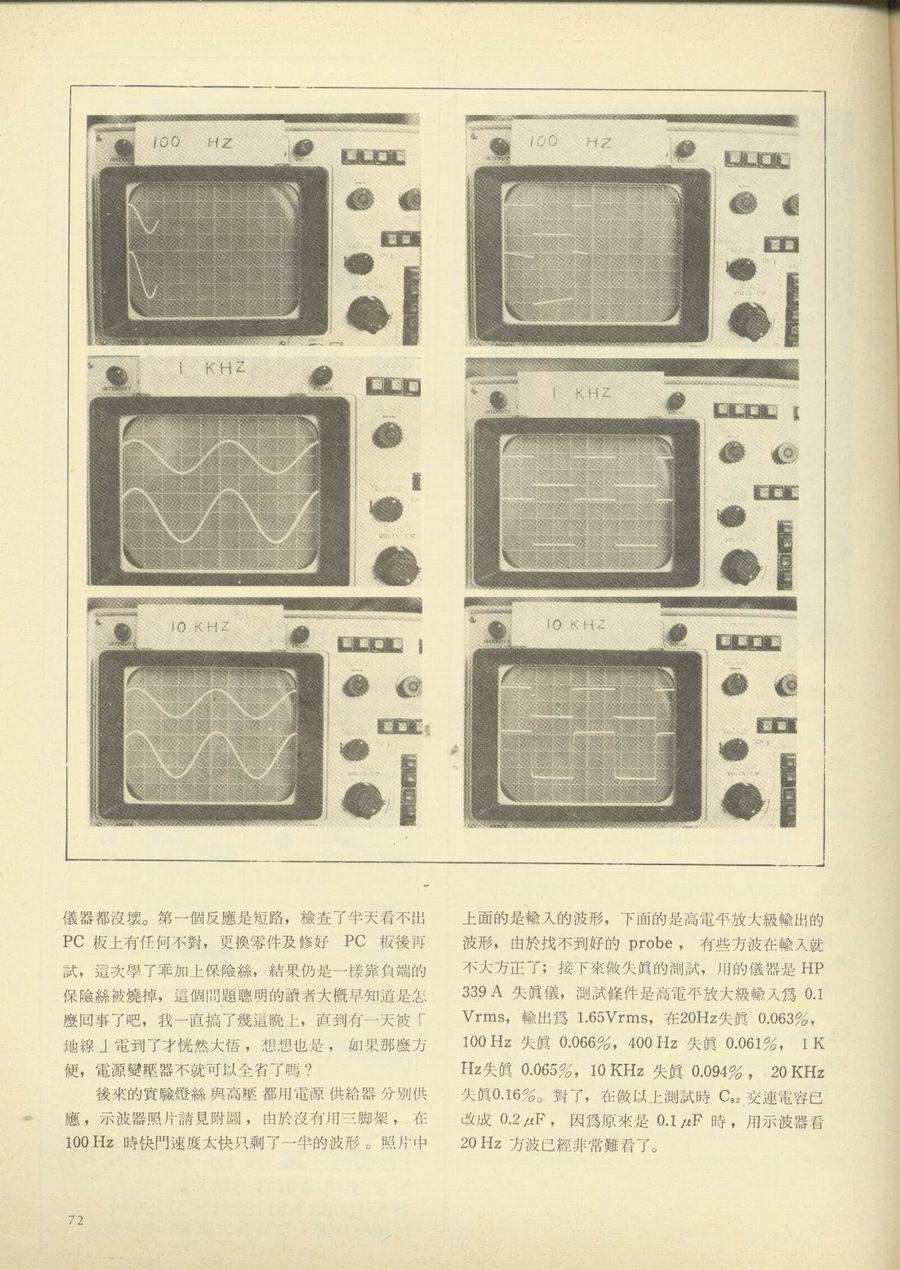 100 HZ
100 HZ
1 KHZ
1 KHZ
10 KHZ
10 KHZ
儀器都沒壞。第一個反應是短路，檢查了半天看不出
PC 板上有任何不對，更換零件及修好 PC 板後再
試，這次學了乖加上保險絲，結果仍是一樣靠負端的
保險絲被燒掉，這個問題聰明的讀者大概早知道是怎
麼回事了吧，我一直搞了幾這晚上，直到有一天被「
地線」電到了才恍然大悟，想想也是，如果那麼方
便，電源變壓器不就可以全省了嗎？
後來的實驗燈絲與高壓都用電源供給器分別供
應，示波器照片請見附圖，由於沒有用三脚架，在
100 Hz 時快門速度太快只剩了一半的波形。照片中
上面的是輸入的波形，下面的是高電平放大級輸出的
波形，由於找不到好的 probe，有些方波在輸入就
不大方正了；接下來做失眞的測試，用的儀器是 HP
339 A 失眞儀，測試條件是高電平放大級輸入爲 0.1
Vrms，輸出爲 1.65Vrms，在20Hz失眞 0.063%，
100 Hz 失眞 0.066%，400 Hz 失眞 0.061%， 1 K
Hz失眞 0.065%，10 KHz 失眞 0.094%， 20 KHz
失眞0.16%。對了，在做以上測試時 C₈₂ 交連電容已
改成 0.2 μF，因爲原來是 0.1 μF 時，用示波器看
20 Hz 方波已經非常難看了。
72